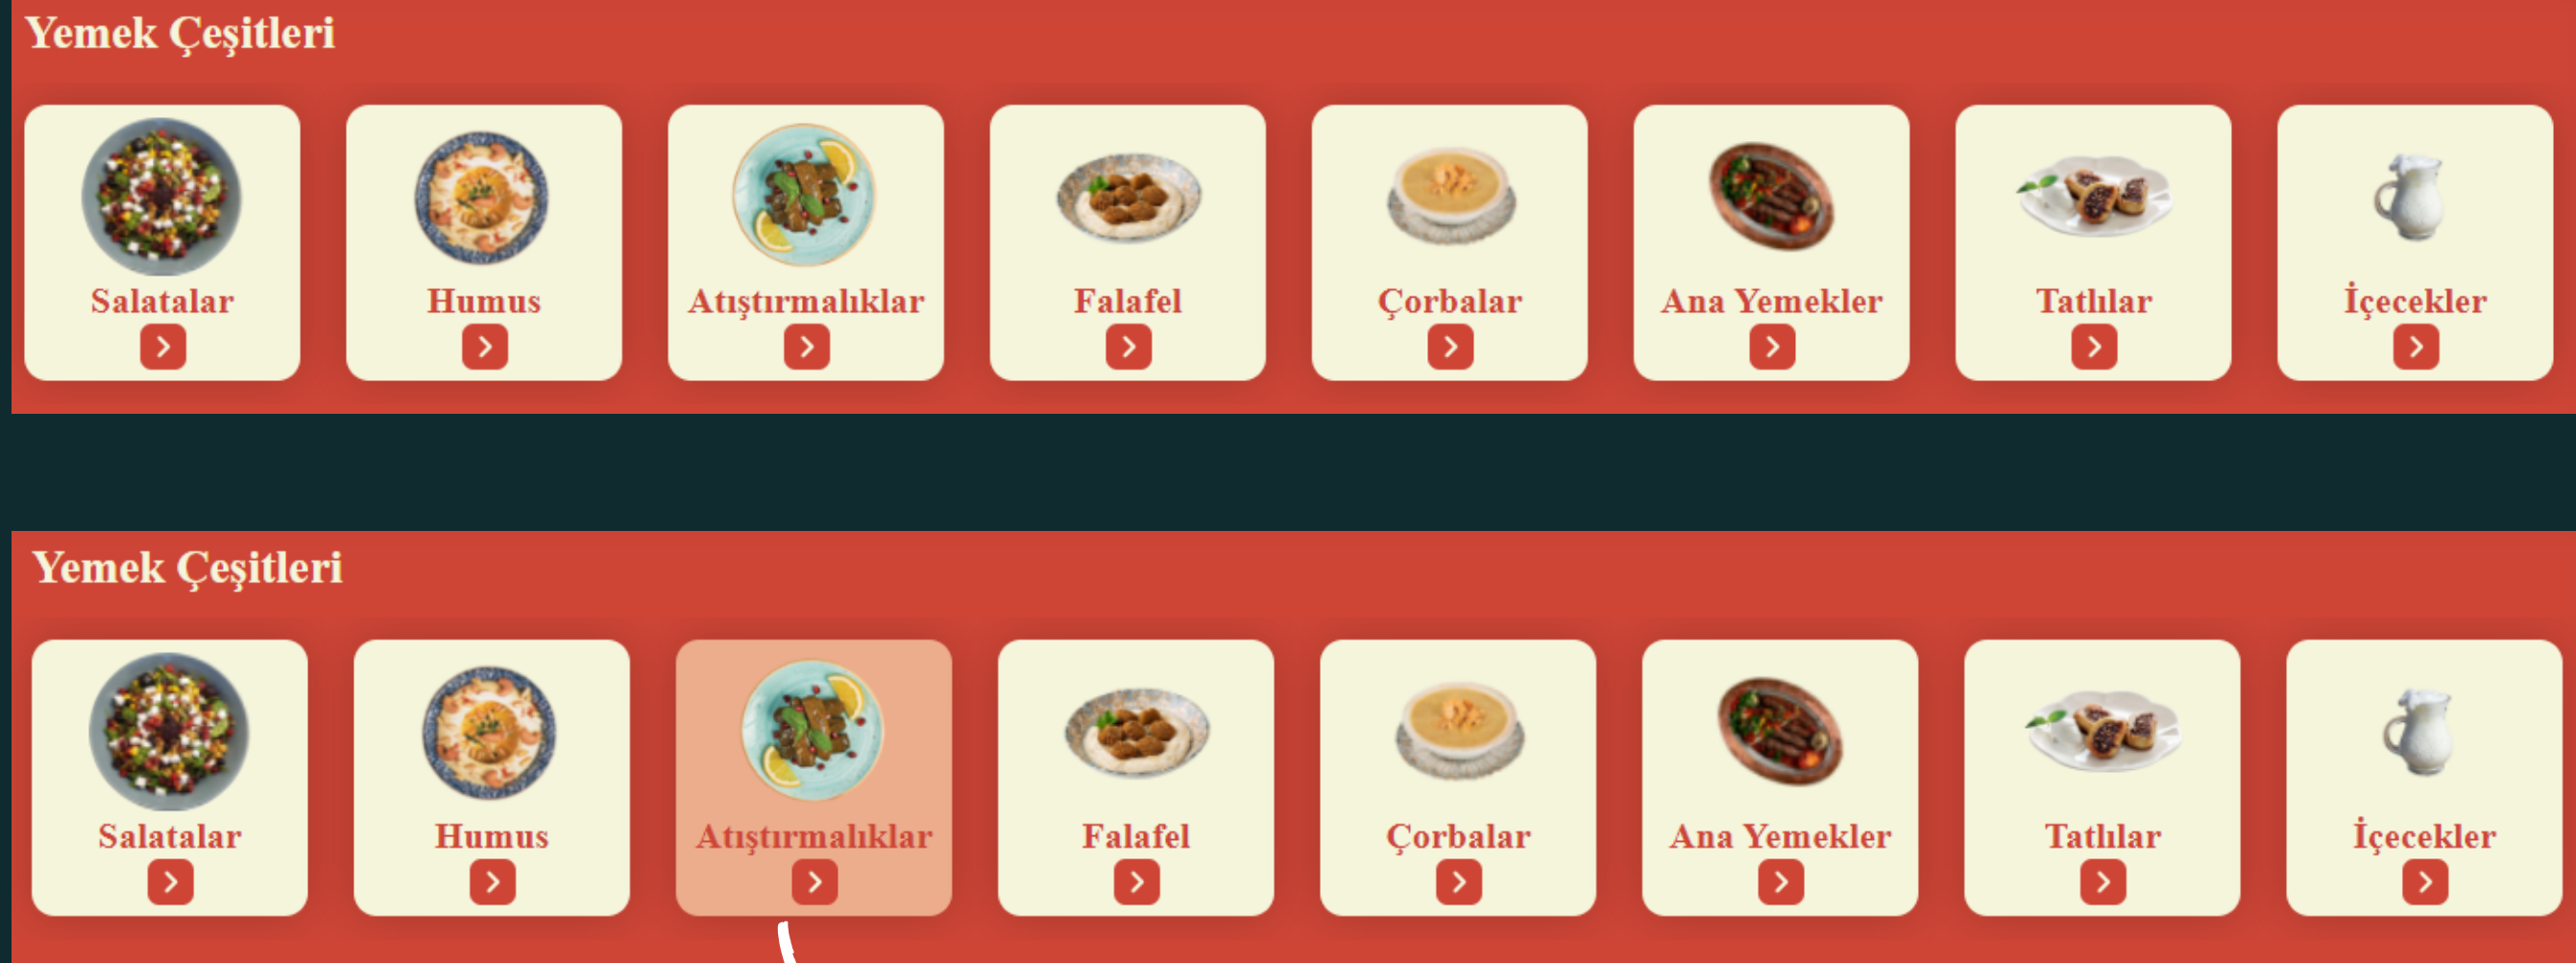 Yemek Çeşitleri
Salatalar Humus Atıştırmalıklar Falafel Çorbalar Ana Yemekler Tatlılar İçecekler
Yemek Çeşitleri
Salatalar Humus Atıştırmalıklar Falafel Çorbalar Ana Yemekler Tatlılar İçecekler